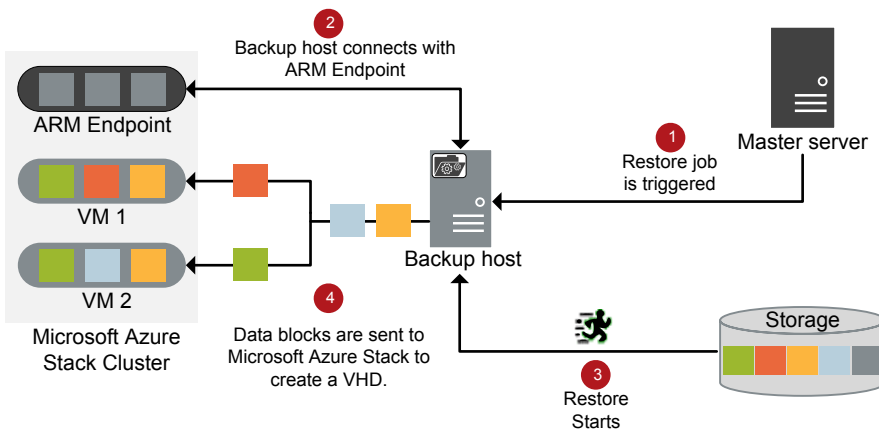 2
Backup host connects with
ARM Endpoint
ARM Endpoint
Master server
1
Restore job
is triggered
VM 1
VM 2
Backup host
Microsoft Azure
Stack Cluster
4
Data blocks are sent to
Microsoft Azure Stack to
create a VHD.
3
Restore
Starts
Storage